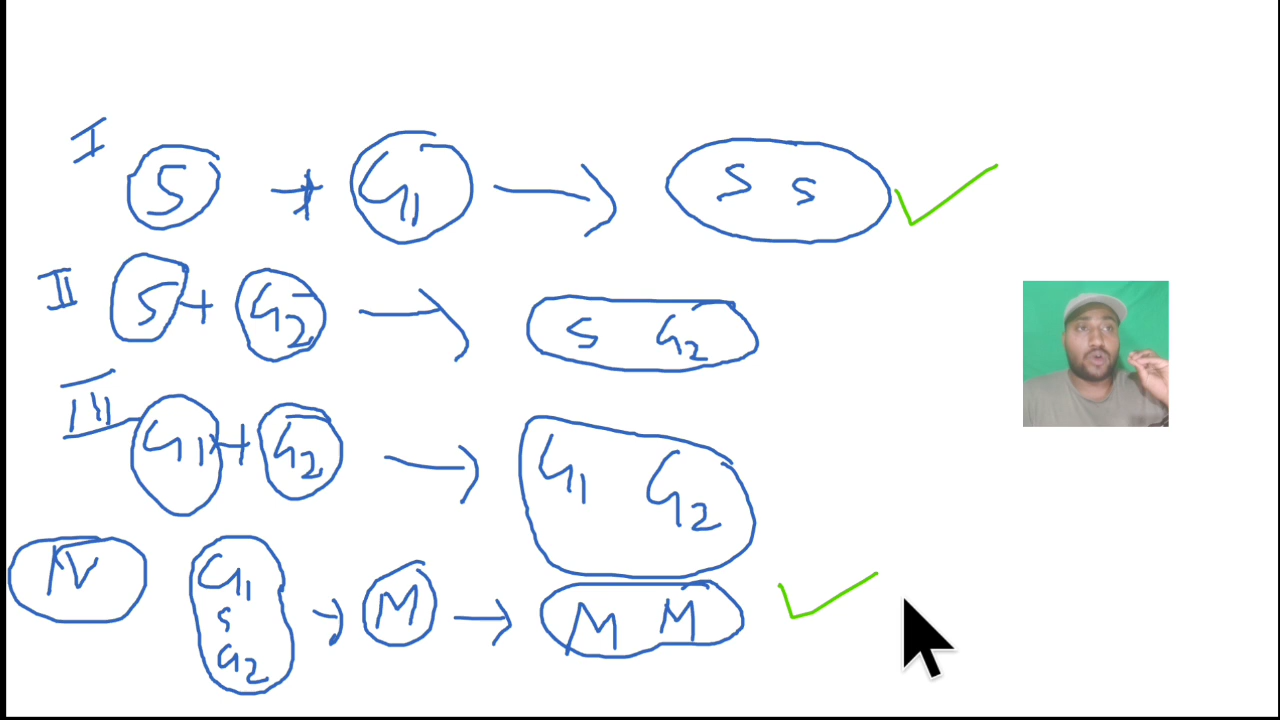 I S + G1 → S S ✓
II S + G2 → S G2
III G1 + G2 → G1 G2
IV G1 → M → M M ✓
S
G2